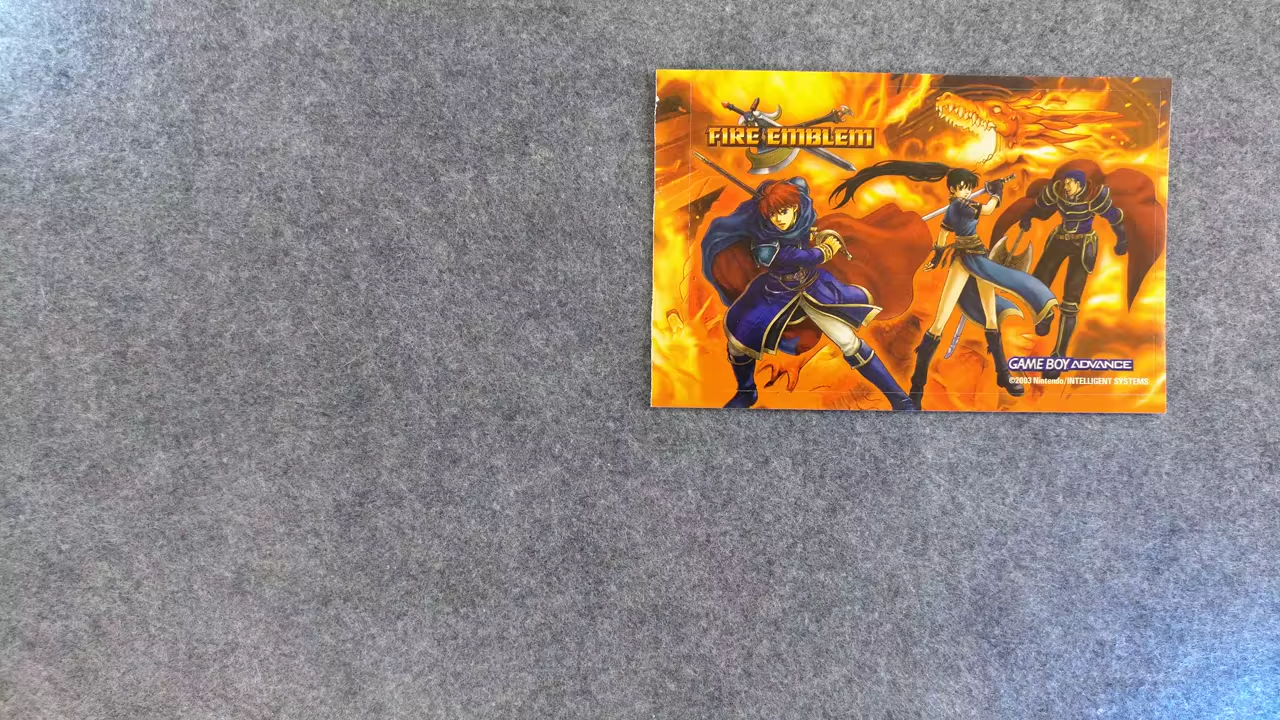 FIRE EMBLEM
GAME BOY ADVANCE
©2003 Nintendo/INTELLIGENT SYSTEMS